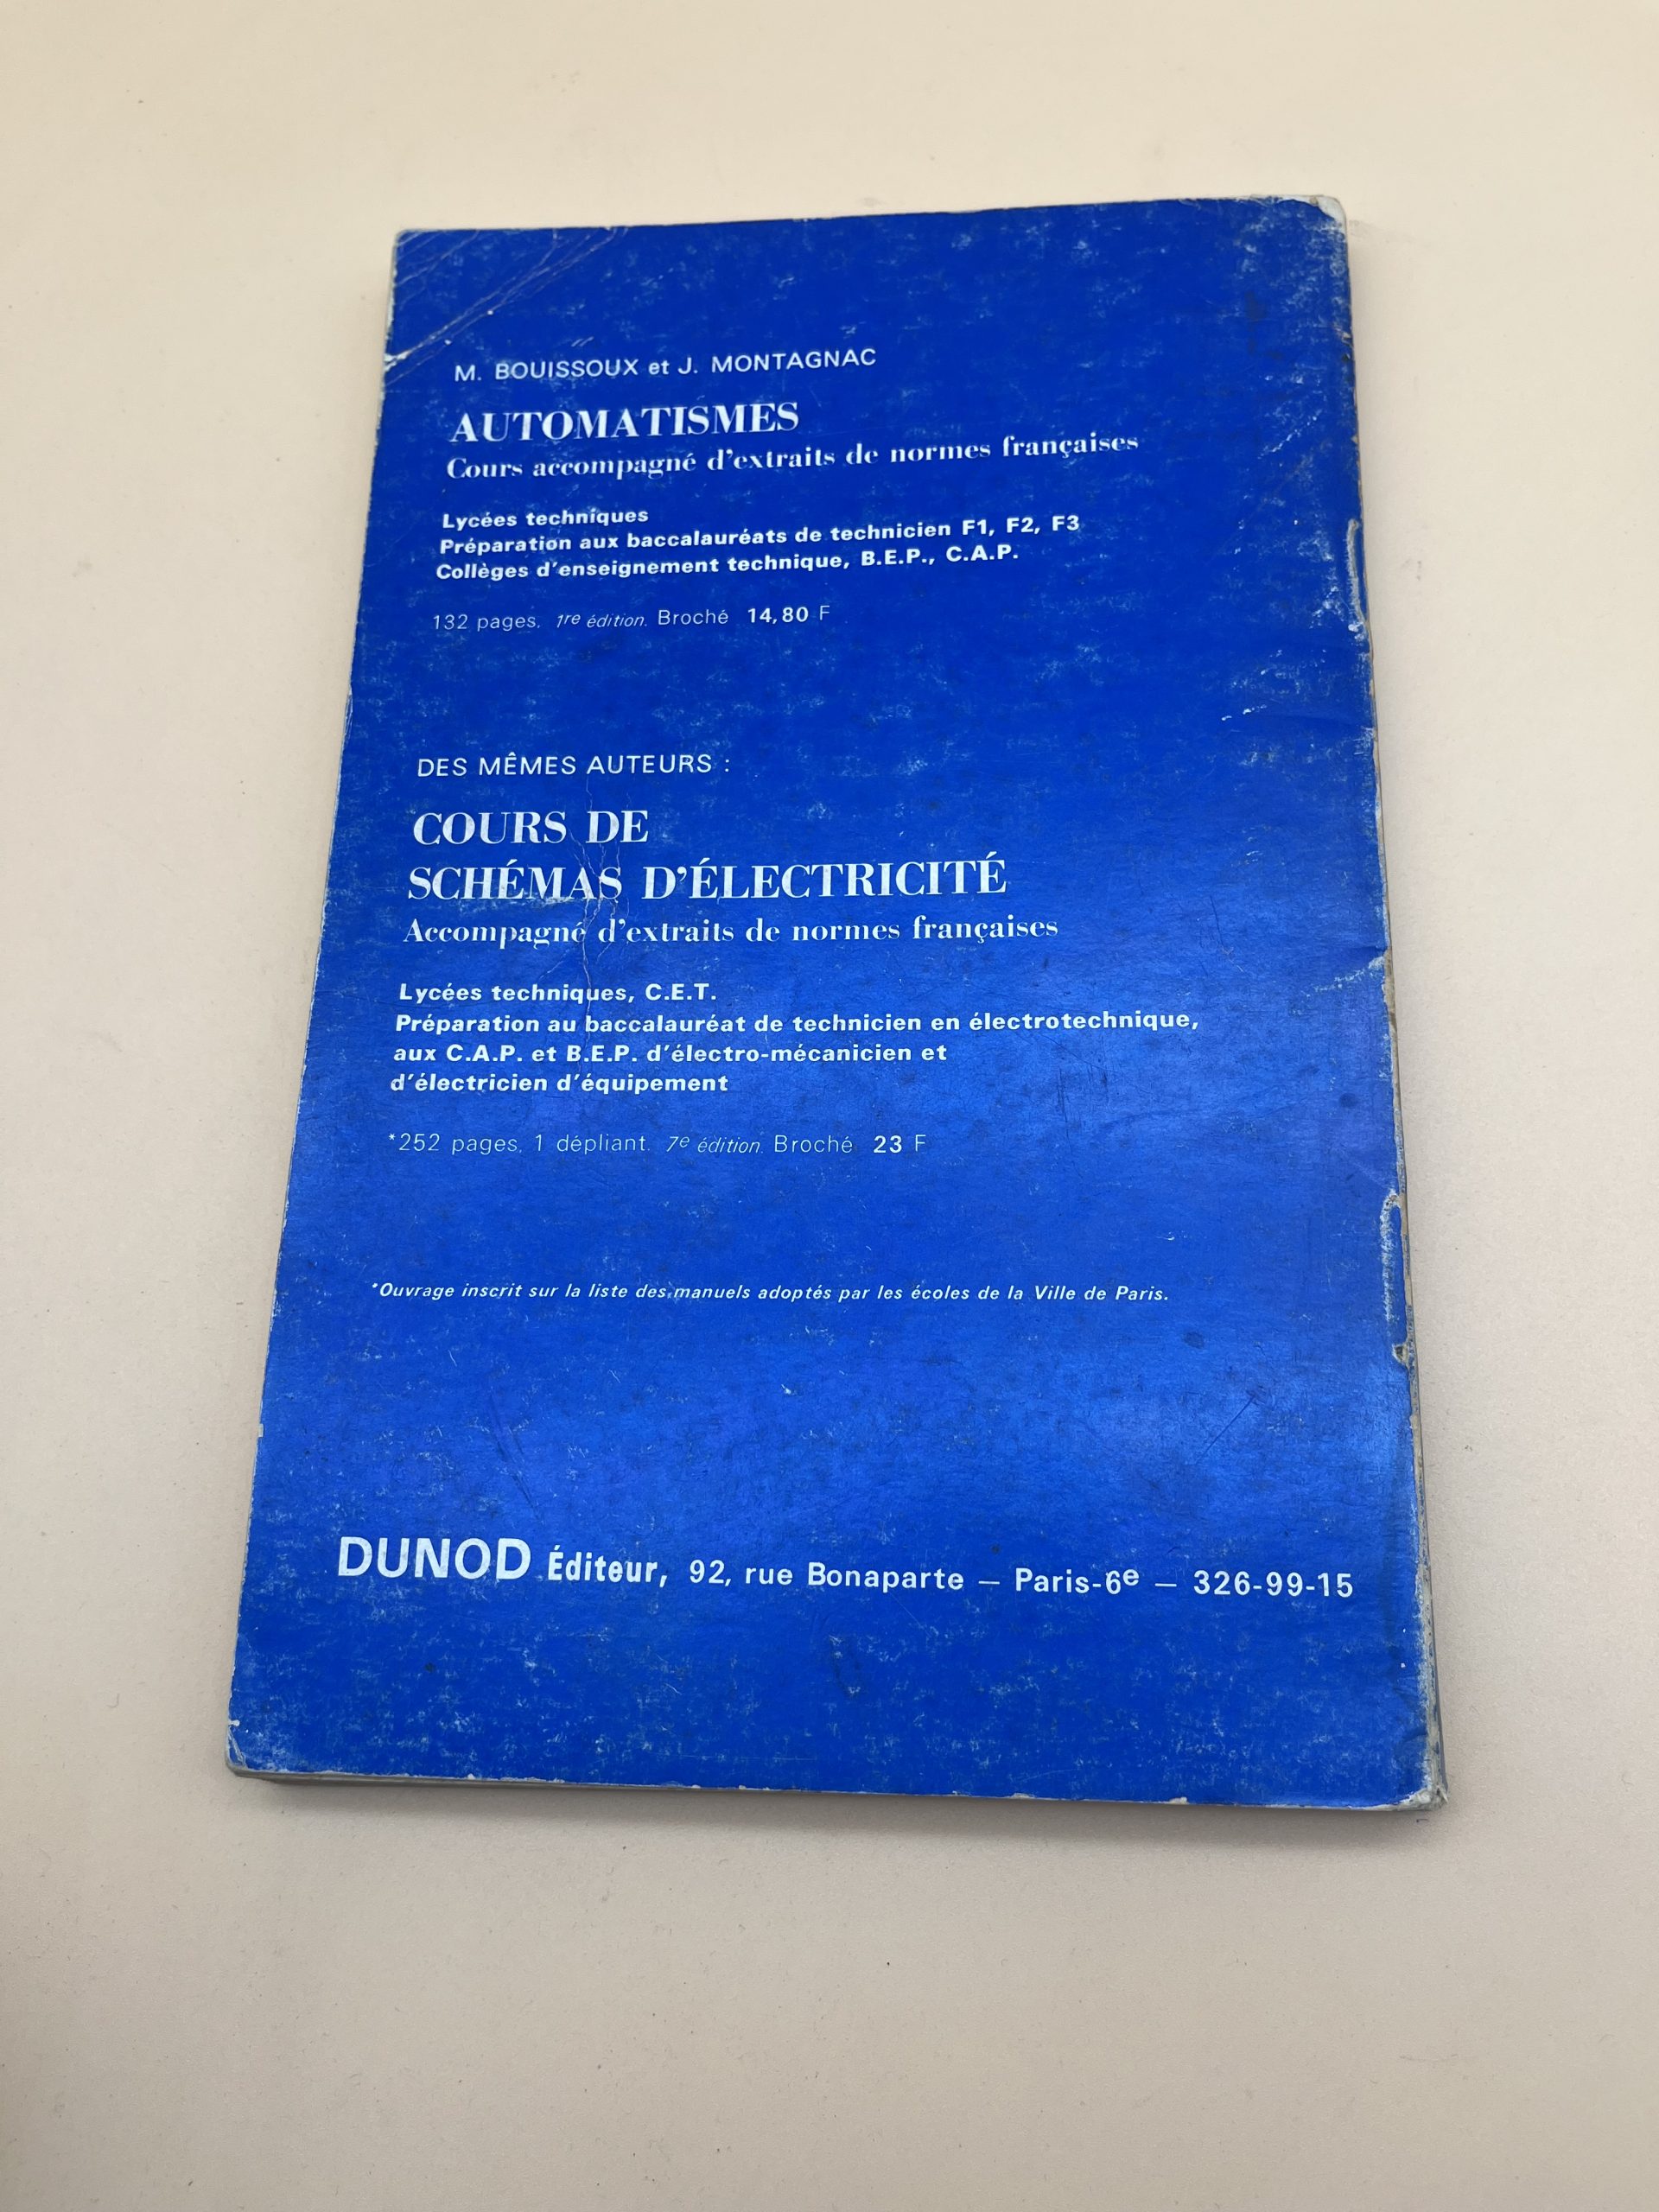 M. BOUISSOUX et J. MONTAGNAC
AUTOMATISMES
Cours accompagné d'extraits de normes françaises
Lycées techniques
Préparation aux baccalauréats de technicien F1, F2, F3
Collèges d'enseignement technique, B.E.P., C.A.P.
132 pages. 1re édition. Broché 14,80 F
DES MÊMES AUTEURS :
COURS DE
SCHÉMAS D'ÉLECTRICITÉ
Accompagné d'extraits de normes françaises
Lycées techniques, C.E.T.
Préparation au baccalauréat de technicien en électrotechnique,
aux C.A.P. et B.E.P. d'électro-mécanicien et
d'électricien d'équipement
*252 pages, 1 dépliant. 7e édition. Broché 23 F
*Ouvrage inscrit sur la liste des manuels adoptés par les écoles de la Ville de Paris.
DUNOD Éditeur, 92, rue Bonaparte — Paris-6e — 326-99-15